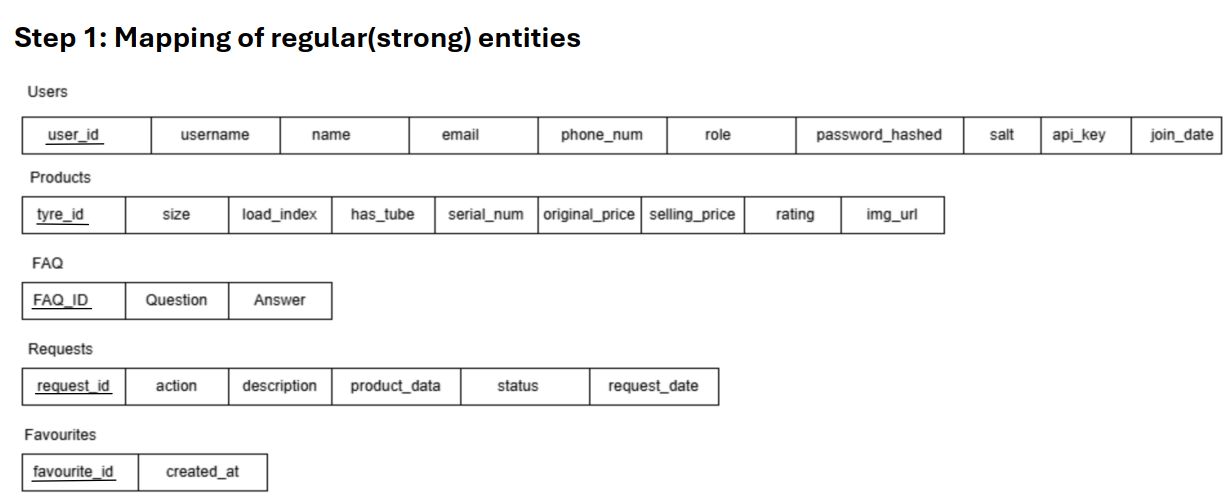 Step 1: Mapping of regular(strong) entities
Users
user_id username name email phone_num role password_hashed salt api_key join_date
Products
tyre_id size load_index has_tube serial_num original_price selling_price rating img_url
FAQ
FAQ_ID Question Answer
Requests
request_id action description product_data status request_date
Favourites
favourite_id created_at